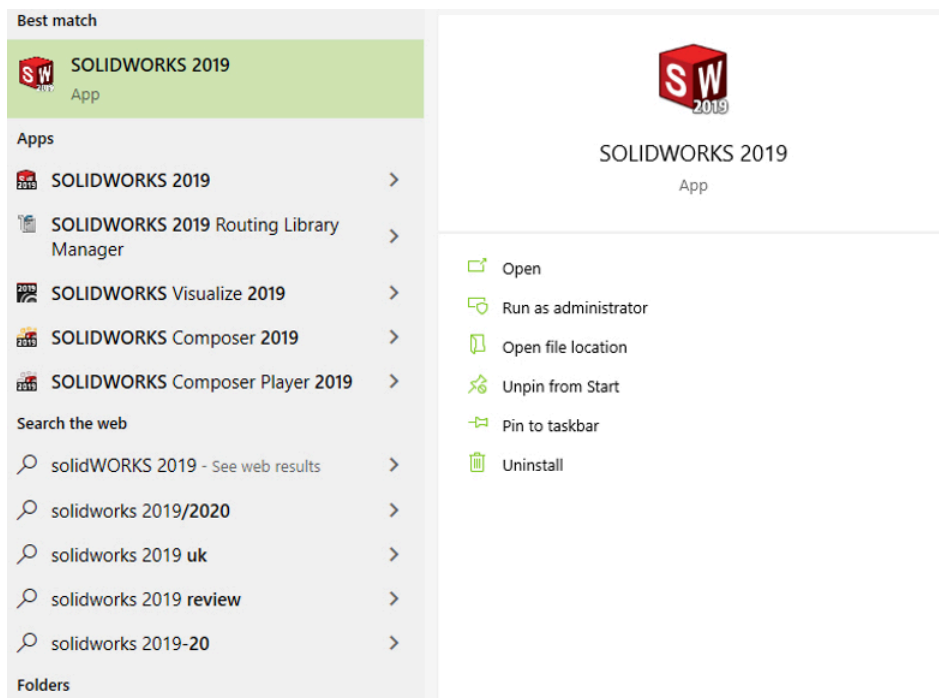 Best match
SOLIDWORKS 2019
App
Apps
SOLIDWORKS 2019
SOLIDWORKS 2019 Routing Library
Manager
SOLIDWORKS Visualize 2019
SOLIDWORKS Composer 2019
SOLIDWORKS Composer Player 2019
Search the web
solidWORKS 2019 - See web results
solidworks 2019/2020
solidworks 2019 uk
solidworks 2019 review
solidworks 2019-20
Folders
SW
2019
SOLIDWORKS 2019
App
Open
Run as administrator
Open file location
Unpin from Start
Pin to taskbar
Uninstall